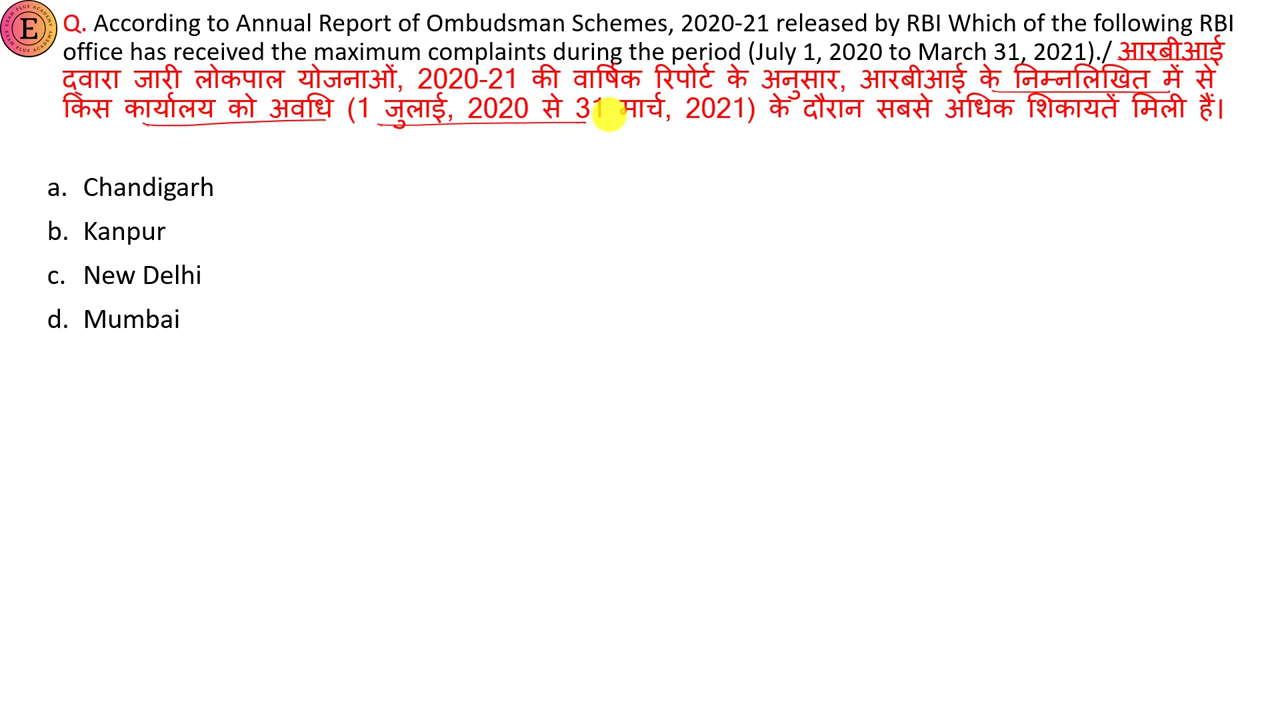 Q. According to Annual Report of Ombudsman Schemes, 2020-21 released by RBI Which of the following RBI
office has received the maximum complaints during the period (July 1, 2020 to March 31, 2021)./ आरबीआई
द्वारा जारी लोकपाल योजनाओं, 2020-21 की वार्षिक रिपोर्ट के अनुसार, आरबीआई के निम्नलिखित में से
किस कार्यालय को अवधि (1 जुलाई, 2020 से 31 मार्च, 2021) के दौरान सबसे अधिक शिकायतें मिली हैं।
a. Chandigarh
b. Kanpur
c. New Delhi
d. Mumbai
E